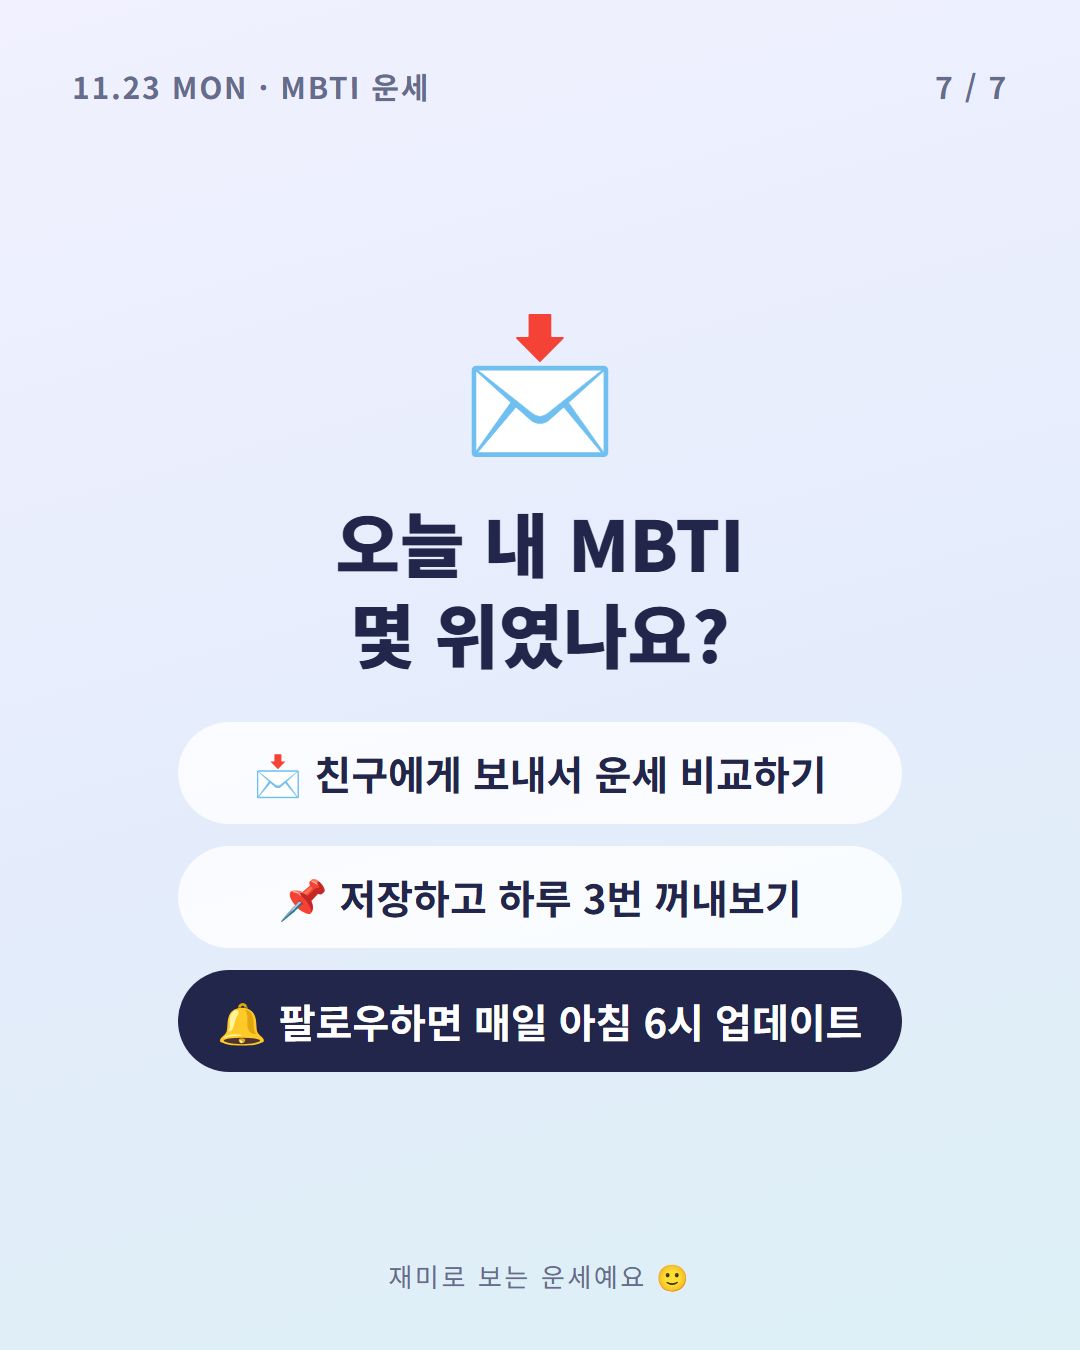 11.23 MON · MBTI 운세
7 / 7
오늘 내 MBTI
몇 위였나요?
📩 친구에게 보내서 운세 비교하기
📌 저장하고 하루 3번 꺼내보기
🔔 팔로우하면 매일 아침 6시 업데이트
재미로 보는 운세예요 🙂